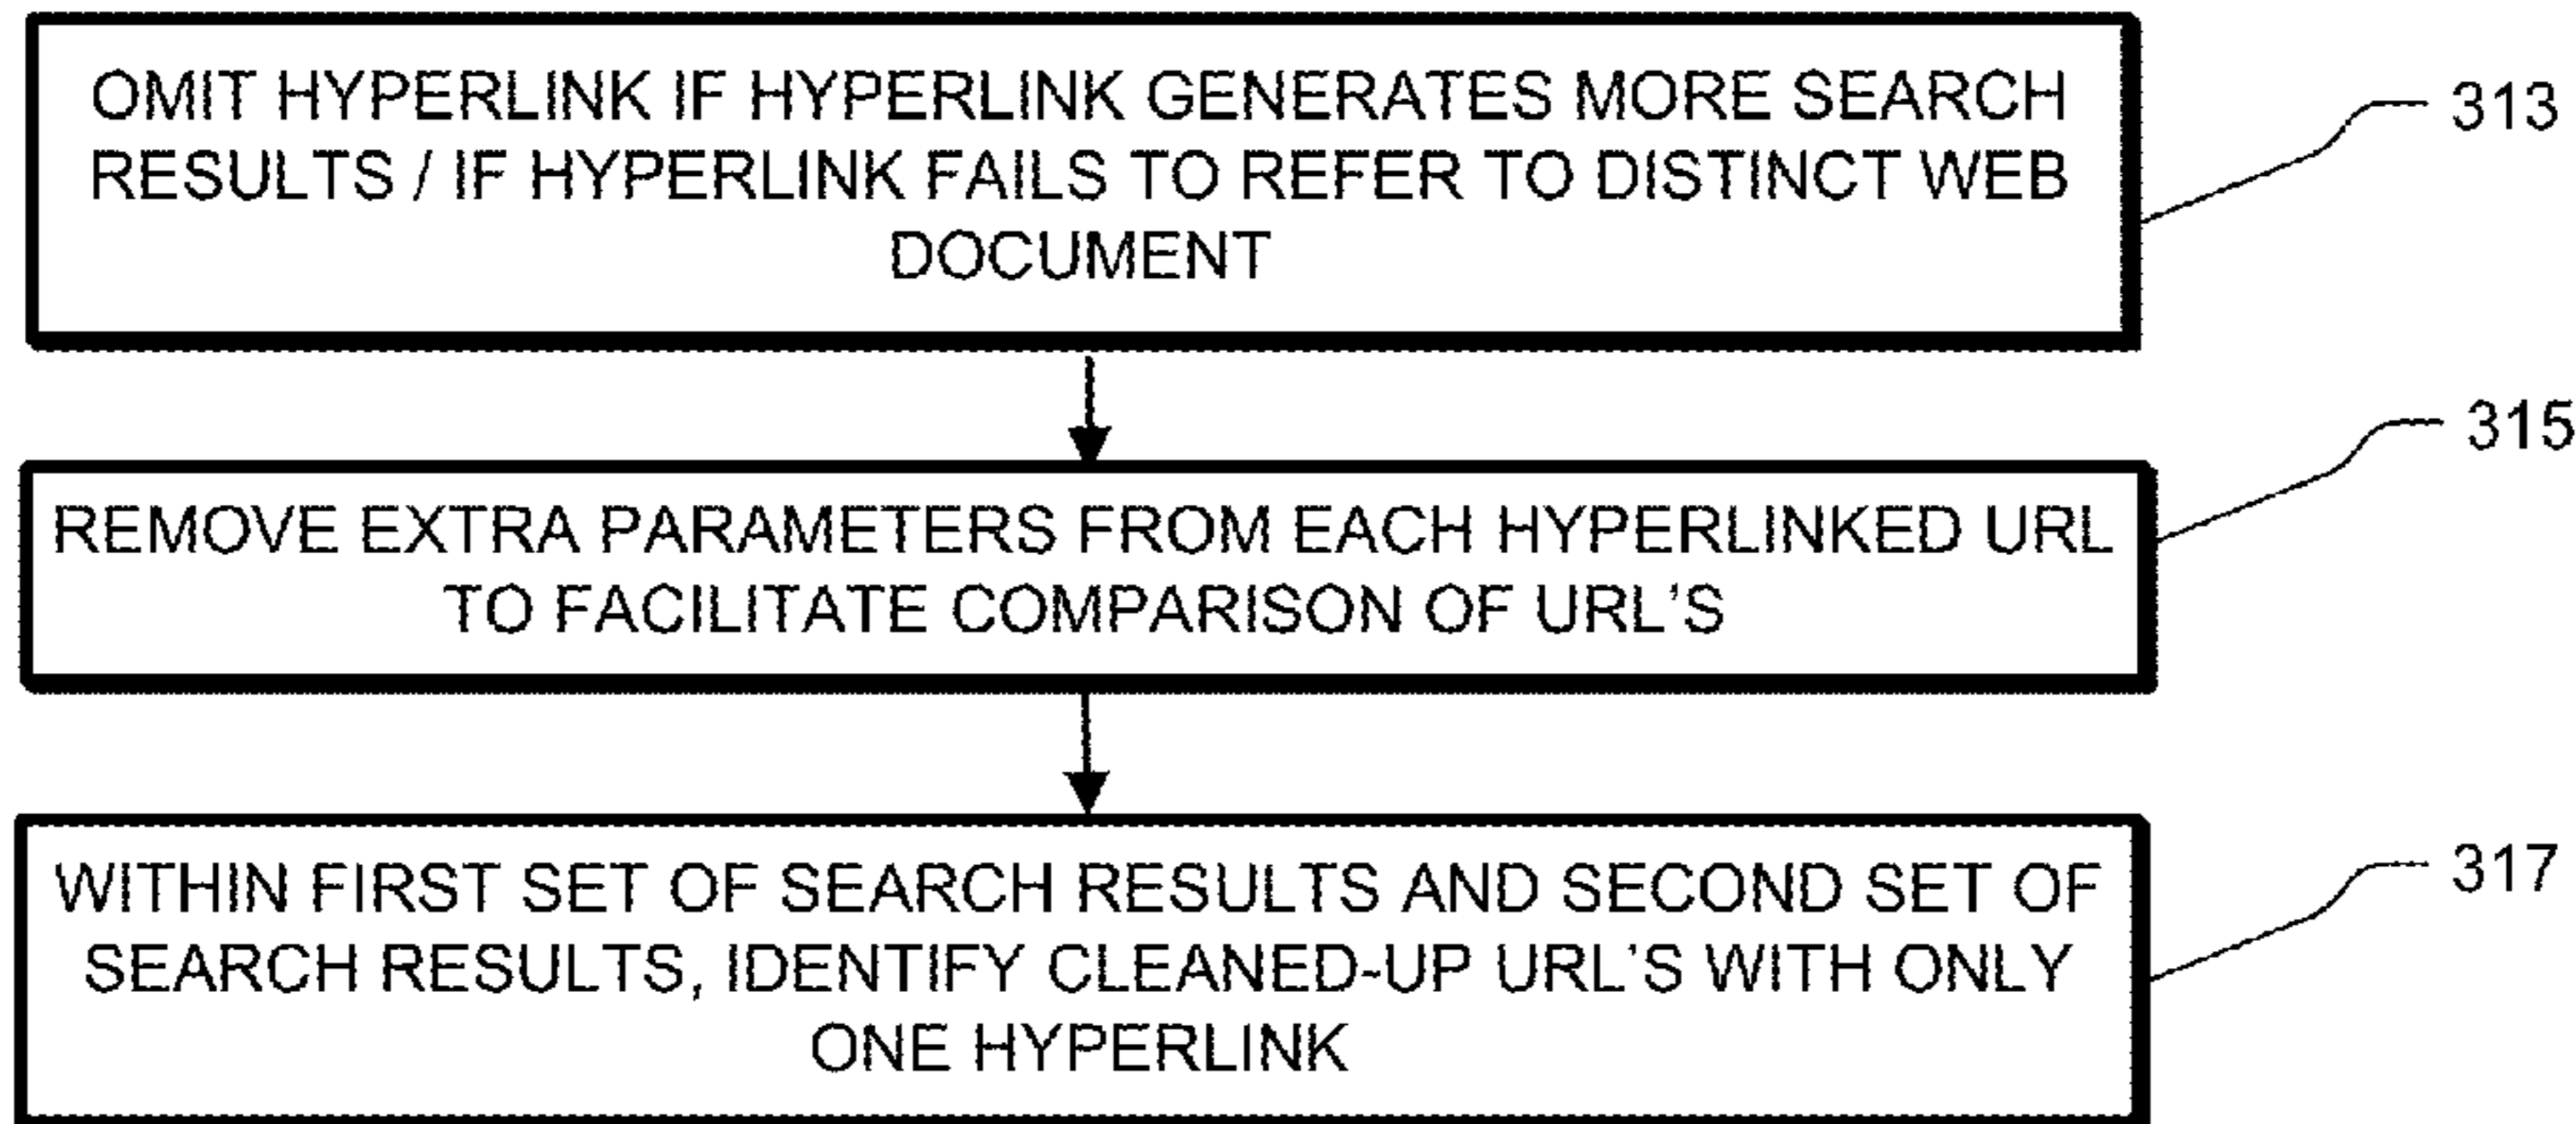 OMIT HYPERLINK IF HYPERLINK GENERATES MORE SEARCH
RESULTS / IF HYPERLINK FAILS TO REFER TO DISTINCT WEB
DOCUMENT
313
REMOVE EXTRA PARAMETERS FROM EACH HYPERLINKED URL
TO FACILITATE COMPARISON OF URL'S
315
WITHIN FIRST SET OF SEARCH RESULTS AND SECOND SET OF
SEARCH RESULTS, IDENTIFY CLEANED-UP URL'S WITH ONLY
ONE HYPERLINK
317